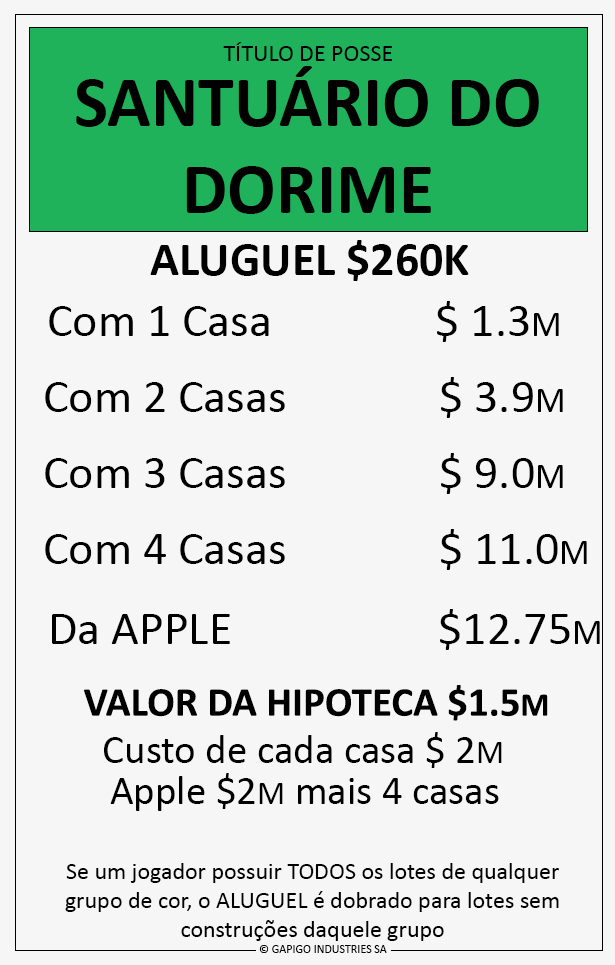 TÍTULO DE POSSE
SANTUÁRIO DO
DORIME
ALUGUEL $260K
Com 1 Casa $ 1.3M
Com 2 Casas $ 3.9M
Com 3 Casas $ 9.0M
Com 4 Casas $ 11.0M
Da APPLE $12.75M
VALOR DA HIPOTECA $1.5M
Custo de cada casa $ 2M
Apple $2M mais 4 casas
Se um jogador possuir TODOS os lotes de qualquer
grupo de cor, o ALUGUEL é dobrado para lotes sem
construções daquele grupo
© GAPIGO INDUSTRIES SA